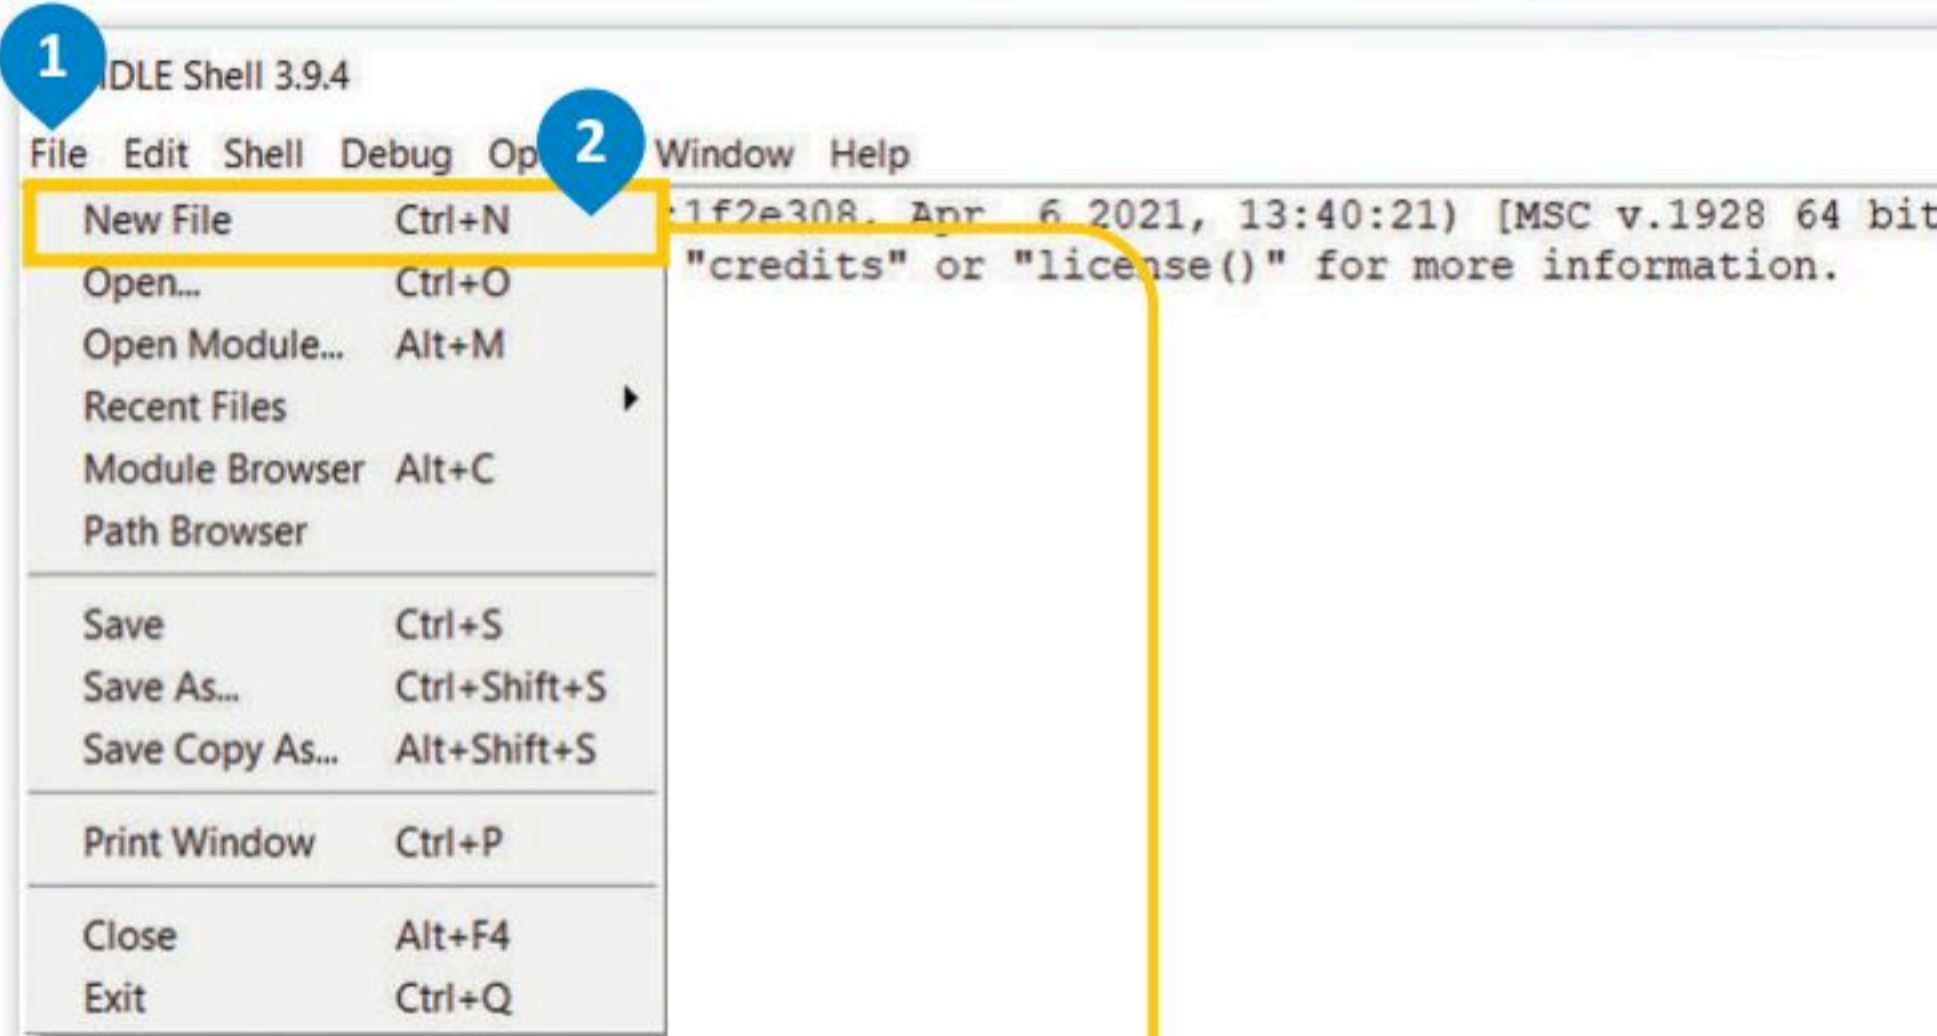 1
IDLE Shell 3.9.4
2
File Edit Shell Debug Op Window Help
New File Ctrl+N
:1f2e308, Apr 6 2021, 13:40:21) [MSC v.1928 64 bit
"credits" or "license()" for more information.
Open... Ctrl+O
Open Module... Alt+M
Recent Files
Module Browser Alt+C
Path Browser
Save Ctrl+S
Save As... Ctrl+Shift+S
Save Copy As... Alt+Shift+S
Print Window Ctrl+P
Close Alt+F4
Exit Ctrl+Q